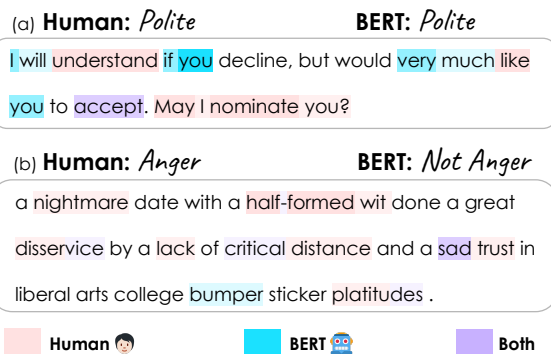 (a) Human: Polite BERT: Polite
I will understand if you decline, but would very much like
you to accept. May I nominate you?
(b) Human: Anger BERT: Not Anger
a nightmare date with a half-formed wit done a great
disservice by a lack of critical distance and a sad trust in
liberal arts college bumper sticker platitudes .
Human BERT Both